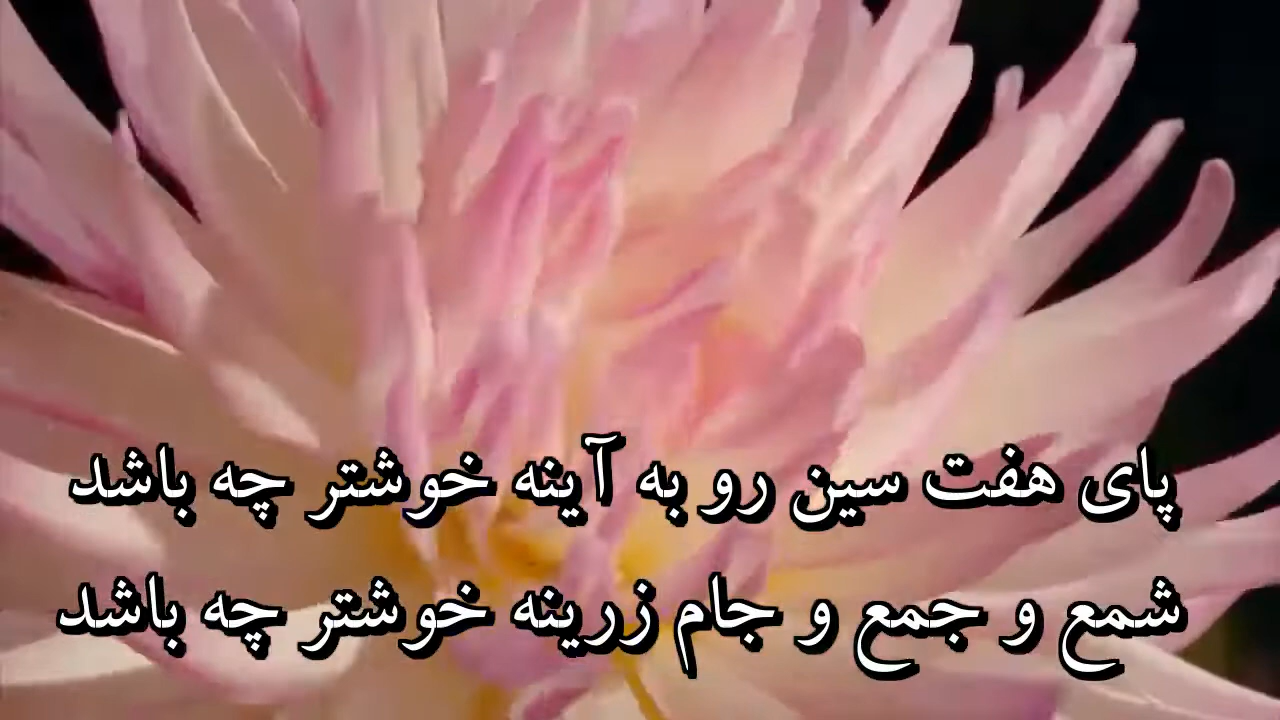 پای هفت سین رو به آینه خوشتر چه باشد
شمع و جمع و جام زرینه خوشتر چه باشد